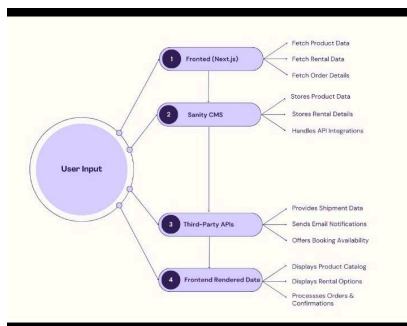 Fetch Product Data
1 Fronted (Next.js)
Fetch Rental Data
Fetch Order Details
Stores Product Data
2 Sanity CMS
Stores Rental Details
Handles API Integrations
User Input
Provides Shipment Data
3 Third-Party APIs
Sends Email Notifications
Offers Booking Availability
Displays Product Catalog
4 Frontend Rendered Data
Displays Rental Options
Processses Orders &
Confirmations